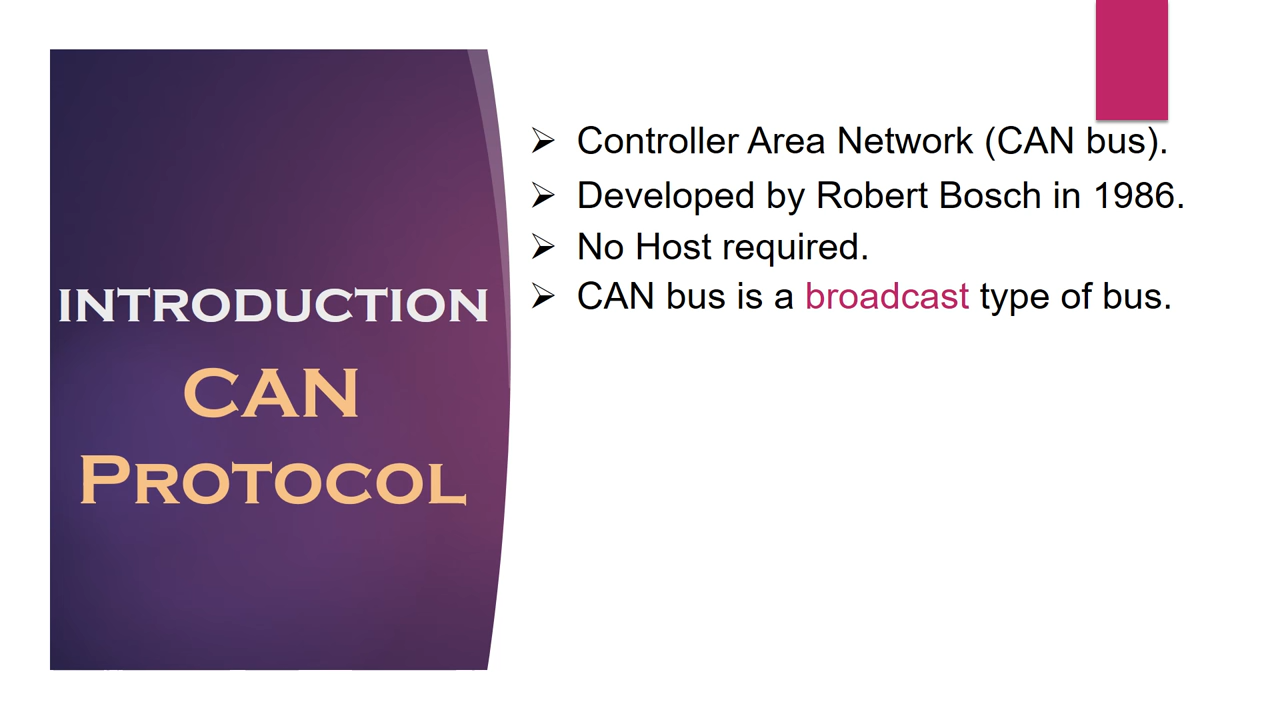 INTRODUCTION
CAN
PROTOCOL
➢ Controller Area Network (CAN bus).
➢ Developed by Robert Bosch in 1986.
➢ No Host required.
➢ CAN bus is a broadcast type of bus.